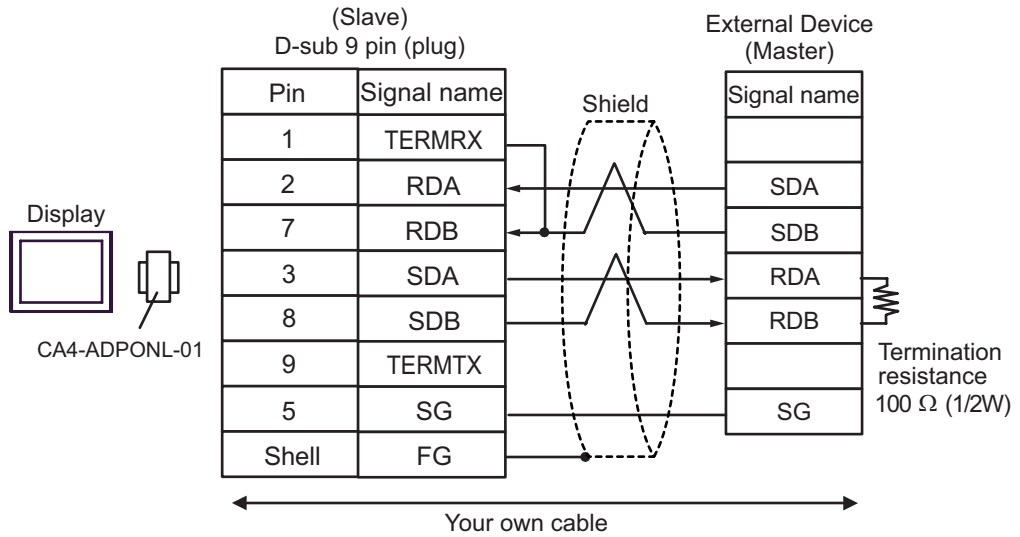 (Slave)
D-sub 9 pin (plug)
External Device
(Master)
Pin Signal name
Shield
Signal name
1 TERMRX
2 RDA
SDA
Display
7 RDB
SDB
3 SDA
RDA
8 SDB
RDB
CA4-ADPONL-01
9 TERMTX
Termination
resistance
100 Ω (1/2W)
5 SG
SG
Shell FG
Your own cable